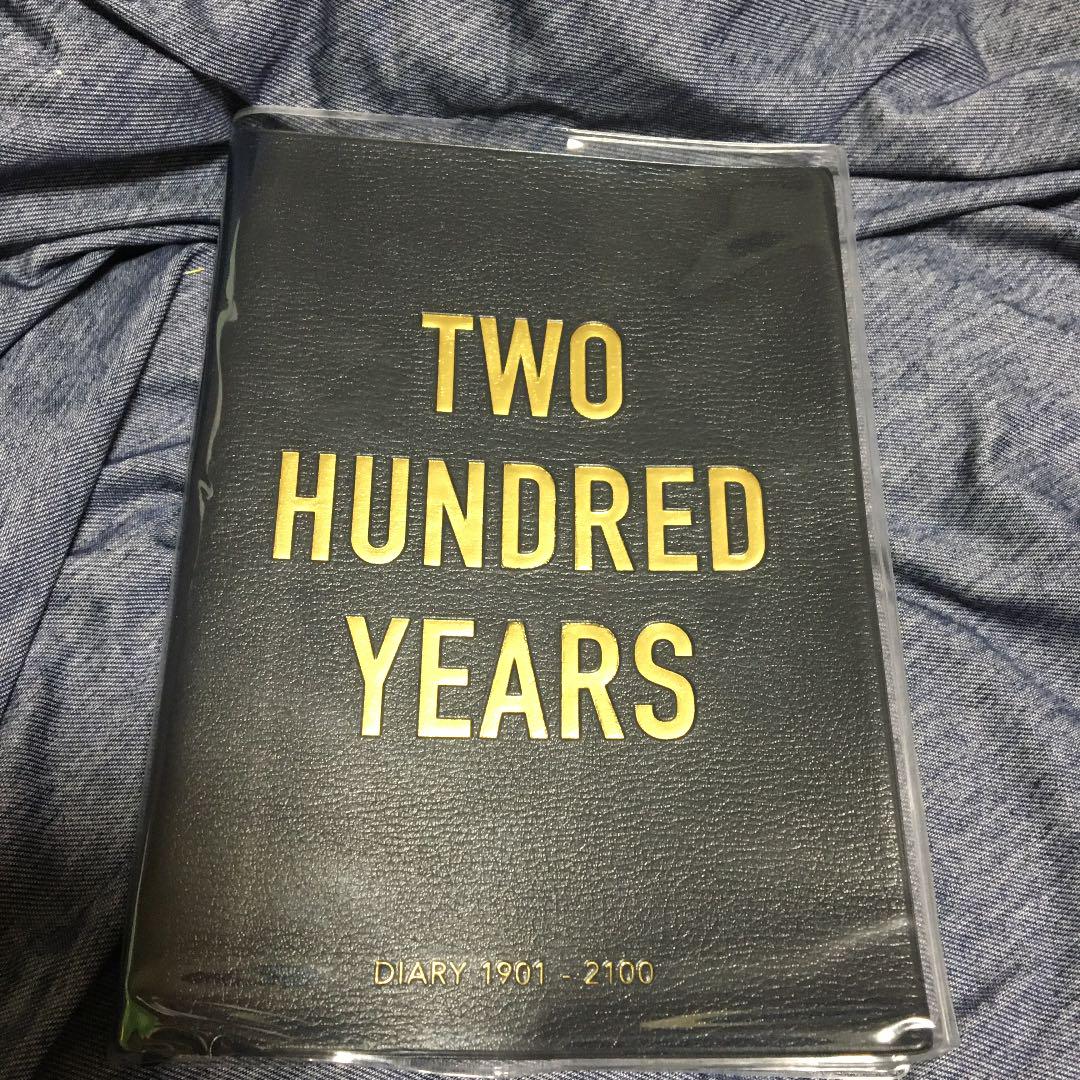 TWO
HUNDRED
YEARS
DIARY 1901 - 2100